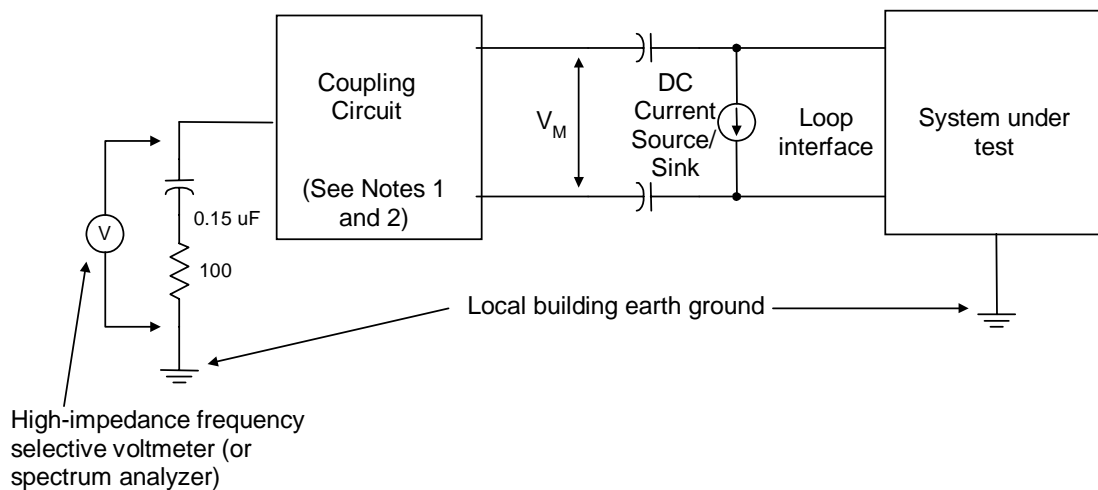 Coupling
Circuit
(See Notes 1
and 2)
V
0.15 uF
100
VM
DC
Current
Source/
Sink
Loop
interface
System under
test
Local building earth ground
High-impedance frequency
selective voltmeter (or
spectrum analyzer)